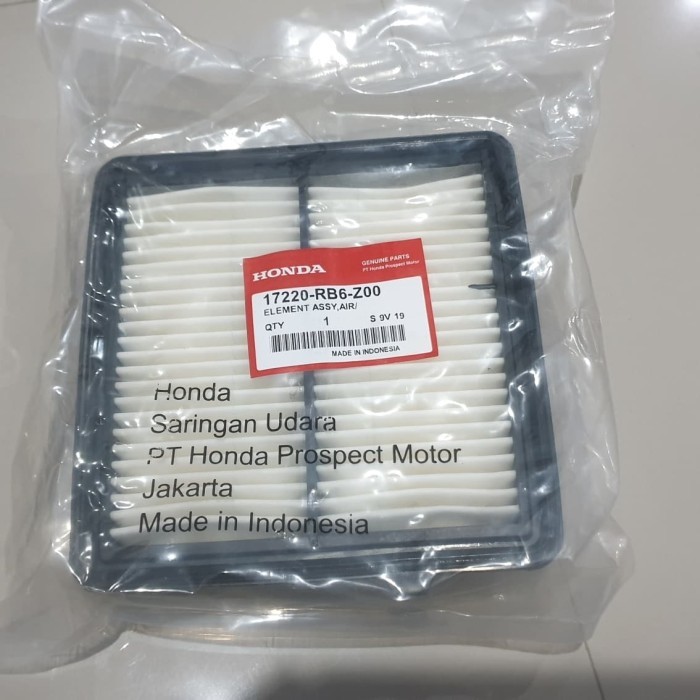 HONDA
GENUINE PARTS
PT Honda Prospect Motor
17220-RB6-Z00
ELEMENT ASSY,AIR/
QTY 1 S 9V 19
MADE IN INDONESIA
Honda
Saringan Udara
PT Honda Prospect Motor
Jakarta
Made in Indonesia